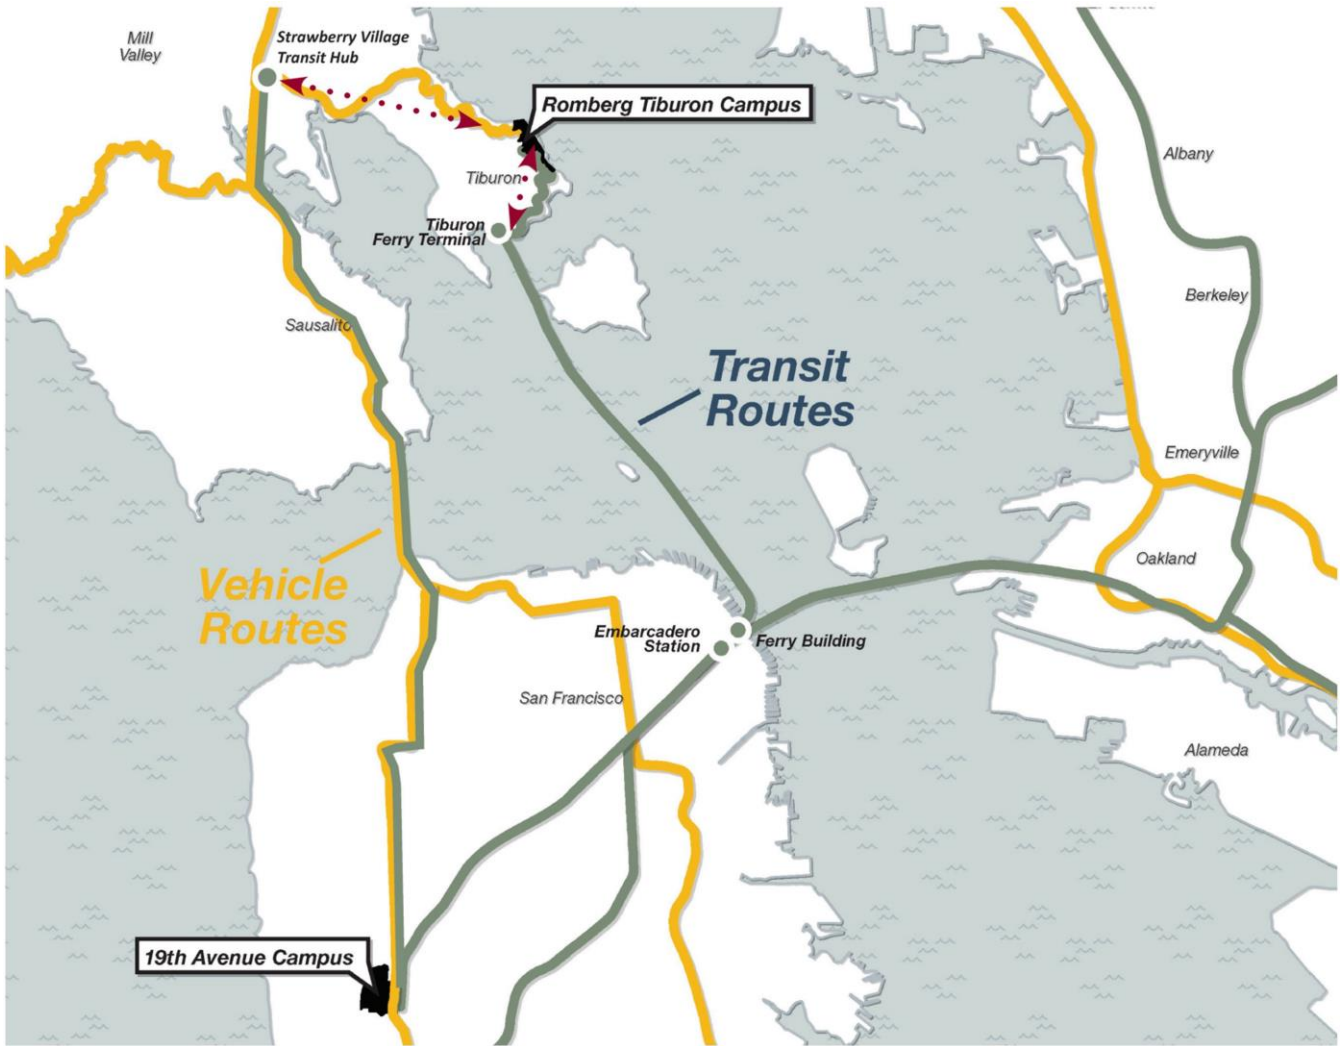 Mill
Valley
Strawberry Village
Transit Hub
Romberg Tiburon Campus
Albany
Tiburon
Tiburon
Ferry Terminal
Berkeley
Sausalito
Transit
Routes
Emeryville
Oakland
Vehicle
Routes
Embarcadero
Station
Ferry Building
San Francisco
Alameda
19th Avenue Campus